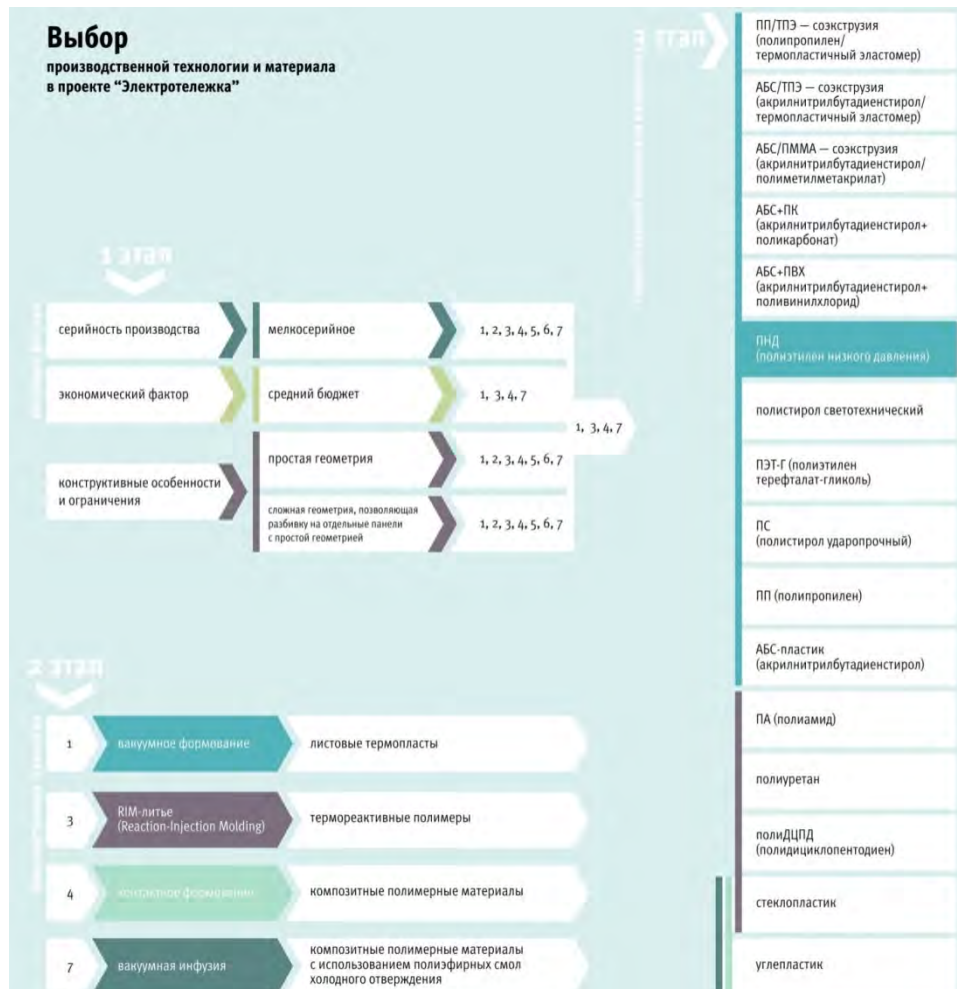 Выбор
производственной технологии и материала
в проекте “Электротележка”
1 этап
серийность производства
мелкосерийное
1, 2, 3, 4, 5, 6, 7
экономический фактор
средний бюджет
1, 3, 4, 7
1, 3, 4, 7
конструктивные особенности
и ограничения
простая геометрия
1, 2, 3, 4, 5, 6, 7
сложная геометрия, позволяющая
разбивку на отдельные панели
с простой геометрией
1, 2, 3, 4, 5, 6, 7
2 этап
1
вакуумное формование
листовые термопласты
3
RIM-литье
(Reaction-Injection Molding)
термореактивные полимеры
4
контактное формование
композитные полимерные материалы
7
вакуумная инфузия
композитные полимерные материалы
с использованием полиэфирных смол
холодного отверждения
3 этап
ПП/ТПЭ — соэкструзия
(полипропилен/
термопластичный эластомер)
АБС/ТПЭ — соэкструзия
(акрилнитрилбутадиенстирол/
термопластичный эластомер)
АБС/ПММА — соэкструзия
(акрилнитрилбутадиенстирол/
полиметилметакрилат)
АБС+ПК
(акрилнитрилбутадиенстирол+
поликарбонат)
АБС+ПВХ
(акрилнитрилбутадиенстирол+
поливинилхлорид)
ПНД
(полиэтилен низкого давления)
полистирол светотехнический
ПЭТ-Г (полиэтилен
терефталат-гликоль)
ПС
(полистирол ударопрочный)
ПП (полипропилен)
АБС-пластик
(акрилнитрилбутадиенстирол)
ПА (полиамид)
полиуретан
полиДЦПД
(полидициклопентодиен)
стеклопластик
углепластик